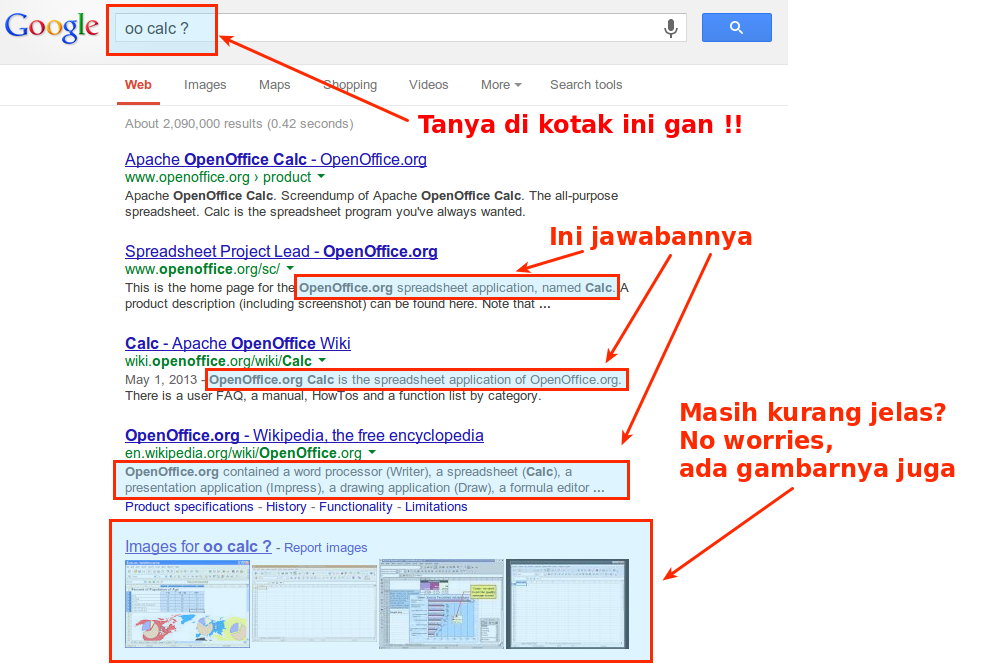 Google
oo calc ?
Web Images Maps Shopping Videos More Search tools
About 2,090,000 results (0.42 seconds)
Tanya di kotak ini gan !!
Apache OpenOffice Calc - OpenOffice.org
www.openoffice.org › product
Apache OpenOffice Calc. Screendump of Apache OpenOffice Calc. The all-purpose
spreadsheet. Calc is the spreadsheet program you've always wanted.
Ini jawabannya
Spreadsheet Project Lead - OpenOffice.org
www.openoffice.org/sc/
This is the home page for the OpenOffice.org spreadsheet application, named Calc. A
product description (including screenshot) can be found here. Note that ...
Calc - Apache OpenOffice Wiki
wiki.openoffice.org/wiki/Calc
May 1, 2013 - OpenOffice.org Calc is the spreadsheet application of OpenOffice.org.
There is a user FAQ, a manual, HowTos and a function list by category.
Masih kurang jelas?
No worries,
ada gambarnya juga
OpenOffice.org - Wikipedia, the free encyclopedia
en.wikipedia.org/wiki/OpenOffice.org
OpenOffice.org contained a word processor (Writer), a spreadsheet (Calc), a
presentation application (Impress), a drawing application (Draw), a formula editor ...
Product specifications - History - Functionality - Limitations
Images for oo calc ? - Report images